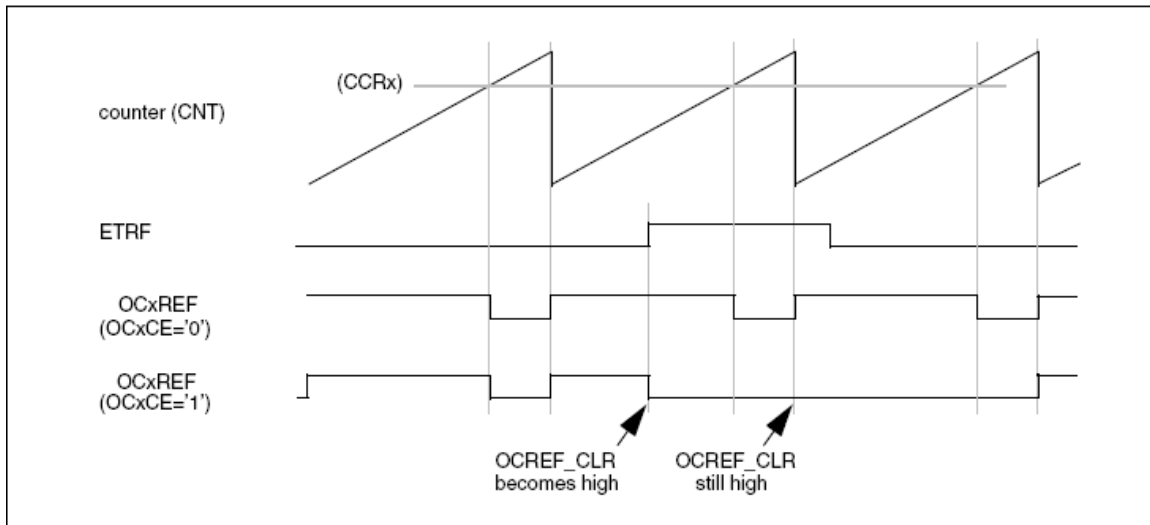 (CCRx)
counter (CNT)
ETRF
OCxREF
(OCxCE='0')
OCxREF
(OCxCE='1')
OCREF_CLR
becomes high
OCREF_CLR
still high